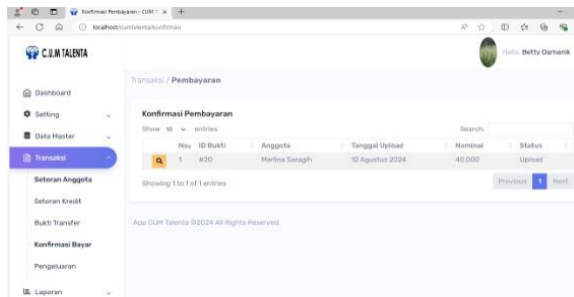 Konfirmasi Pembayaran - CUM T
localhost/cumtalenta/konfirmasi
C.U.M TALENTA
Hello, Betty Damanik
Transaksi / Pembayaran
Dashboard
Setting
Data Master
Transaksi
Setoran Anggota
Setoran Kredit
Bukti Transfer
Konfirmasi Bayar
Pengeluaran
Laporan
Konfirmasi Pembayaran
Show 10 entries
Search:
No ID Bukti Anggota Tanggal Upload Nominal Status
1 #20 Marlina Saragih 12 Agustus 2024 40.000 Upload
Showing 1 to 1 of 1 entries
Previous 1 Next
App CUM Talenta ©2024 All Rights Reserved.